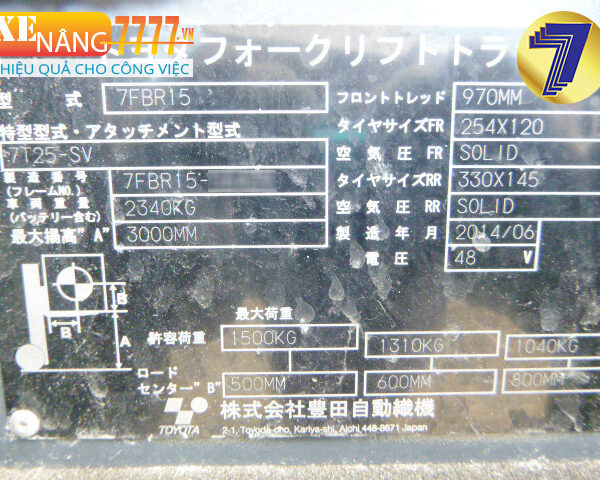 XE
NÂNG7777.VN
HIỆU QUẢ CHO CÔNG VIỆC
7
フォークリフトトラ
型 式 7FBR15
特型型式・アタッチメント型式
7T25-SV
製造番号
(フレームNO.)
7FBR15-
車両重量
(バッテリー含む)
2340KG
最大揚高"A" 3000MM
フロントトレッド 970MM
タイヤサイズFR 254X120
空気圧FR SOLID
タイヤサイズRR 330X145
空気圧RR SOLID
製造年月 2014/06
電圧 48 V
B
B
A
最大荷重
許容荷重 1500KG 1310KG 1040KG
ロード
センター"B" 500MM 600MM 800MM
TOYOTA
株式会社豊田自動織機
2-1, Toyoda-cho, Kariya-shi, Aichi 448-8671 Japan